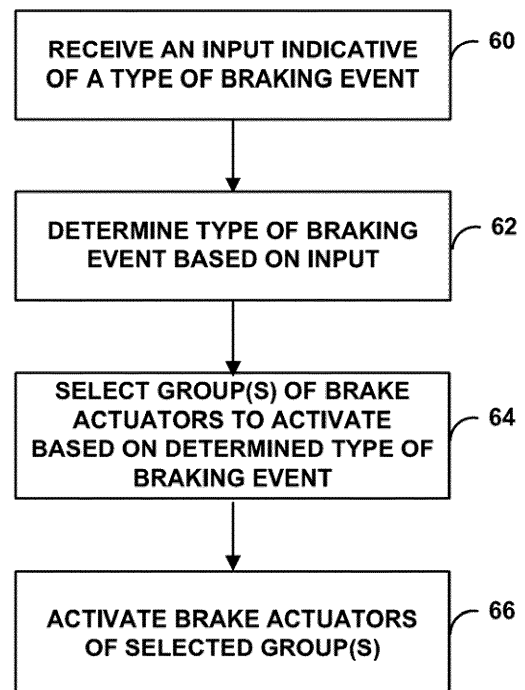 RECEIVE AN INPUT INDICATIVE
OF A TYPE OF BRAKING EVENT
60
DETERMINE TYPE OF BRAKING
EVENT BASED ON INPUT
62
SELECT GROUP(S) OF BRAKE
ACTUATORS TO ACTIVATE
BASED ON DETERMINED TYPE OF
BRAKING EVENT
64
ACTIVATE BRAKE ACTUATORS
OF SELECTED GROUP(S)
66